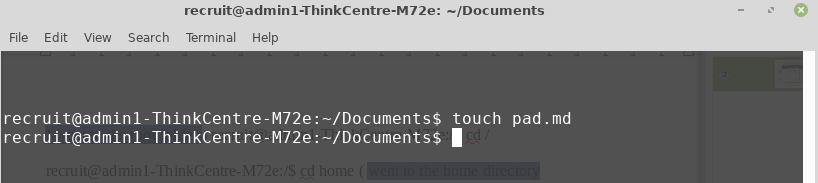 recruit@admin1-ThinkCentre-M72e: ~/Documents
File Edit View Search Terminal Help
recruit@admin1-ThinkCentre-M72e:~/Documents$ touch pad.md
recruit@admin1-ThinkCentre-M72e:~/Documents$
cd /
recruit@admin1-ThinkCentre-M72e:/$ cd home ( went to the home directory